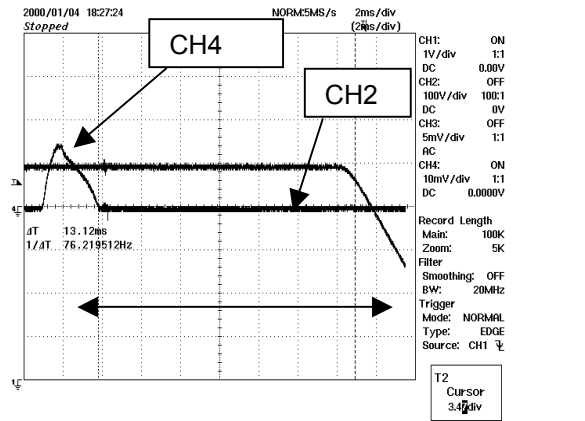 2000/01/04 18:27:24
Stopped
NORM:5MS/s
2ms/div
(2ms/div)
CH4
CH2
ΔT 13.12ms
1/ΔT 76.219512Hz
CH1: ON
1V/div 1:1
DC 0.00V
CH2: OFF
100V/div 100:1
DC 0V
CH3: OFF
5mV/div 1:1
AC
CH4: ON
10mV/div 1:1
DC 0.0000V
Record Length
Main: 100K
Zoom: 5K
Filter
Smoothing: OFF
BW: 20MHz
Trigger
Mode: NORMAL
Type: EDGE
Source: CH1
T2
Cursor
3.47div